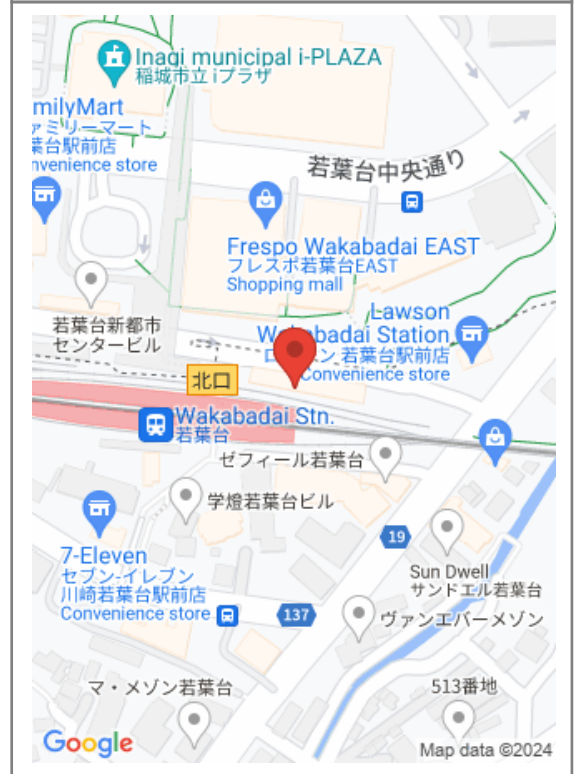 Inagi municipal i-PLAZA
稲城市立 iプラザ
milyMart
ァミリーマート
葉台駅前店
nvenience store
若葉台中央通り
Frespo Wakabadai EAST
フレスポ若葉台EAST
Shopping mall
若葉台新都市
センタービル
Lawson
W badai Station
ロ ン 若葉台駅前店
Convenience store
北口
Wakabadai Stn.
若葉台
ゼフィール若葉台
学燈若葉台ビル
19
7-Eleven
セブン-イレブン
川崎若葉台駅前店
Convenience store
137
Sun Dwell
サンドエル若葉台
ヴァンエバーメゾン
マ・メゾン若葉台
513番地
Google
Map data ©2024